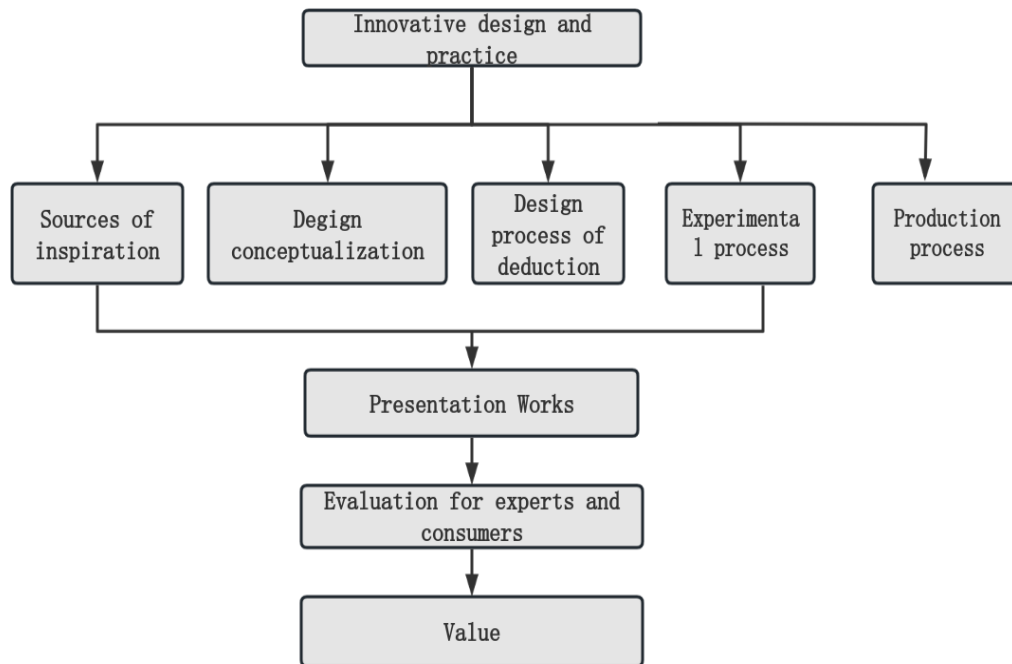 Innovative design and
practice
Sources of
inspiration
Degign
conceptualization
Design
process of
deduction
Experimenta
l process
Production
process
Presentation Works
Evaluation for experts and
consumers
Value